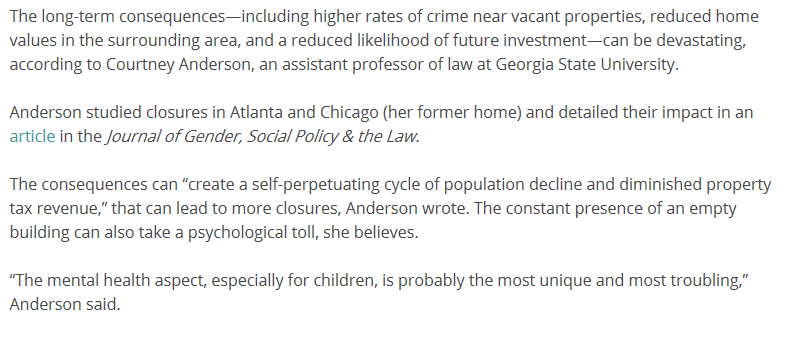 The long-term consequences—including higher rates of crime near vacant properties, reduced home
values in the surrounding area, and a reduced likelihood of future investment—can be devastating,
according to Courtney Anderson, an assistant professor of law at Georgia State University.
Anderson studied closures in Atlanta and Chicago (her former home) and detailed their impact in an
article in the Journal of Gender, Social Policy & the Law.
The consequences can “create a self-perpetuating cycle of population decline and diminished property
tax revenue,” that can lead to more closures, Anderson wrote. The constant presence of an empty
building can also take a psychological toll, she believes.
“The mental health aspect, especially for children, is probably the most unique and most troubling,”
Anderson said.